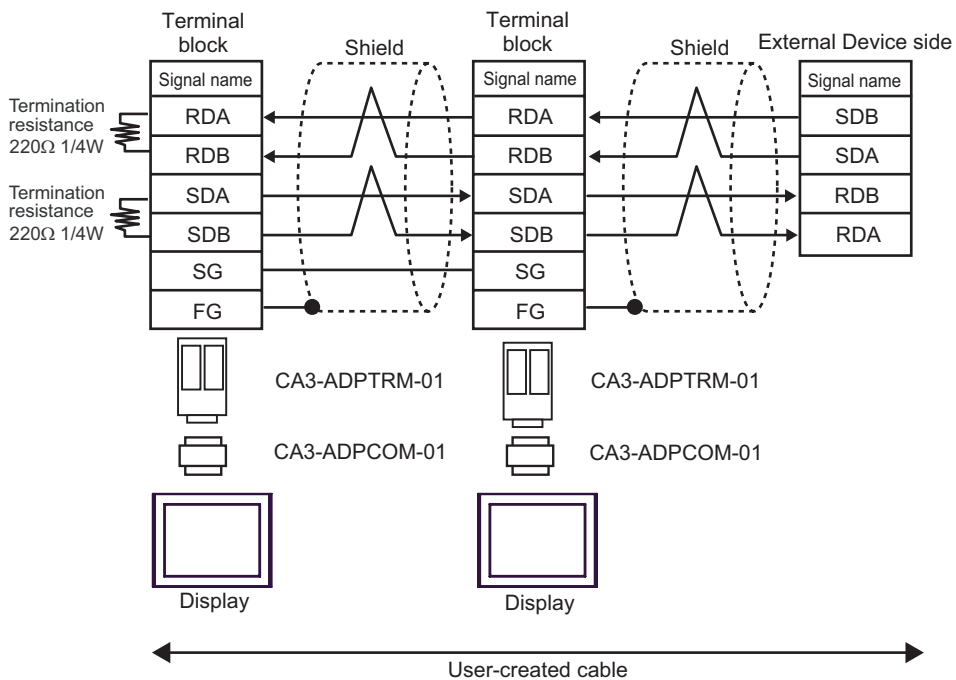 Terminal
block
Shield
Terminal
block
Shield
External Device side
Signal name
Signal name
Signal name
Termination
resistance
220Ω 1/4W
RDA
RDA
SDB
RDB
RDB
SDA
Termination
resistance
220Ω 1/4W
SDA
SDA
RDB
SDB
SDB
RDA
SG
SG
FG
FG
CA3-ADPTRM-01
CA3-ADPTRM-01
CA3-ADPCOM-01
CA3-ADPCOM-01
Display
Display
User-created cable